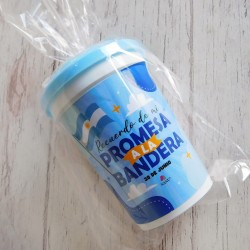 Recuerdo de mi
PROMESA
A LA
BANDERA
20 DE JUNIO